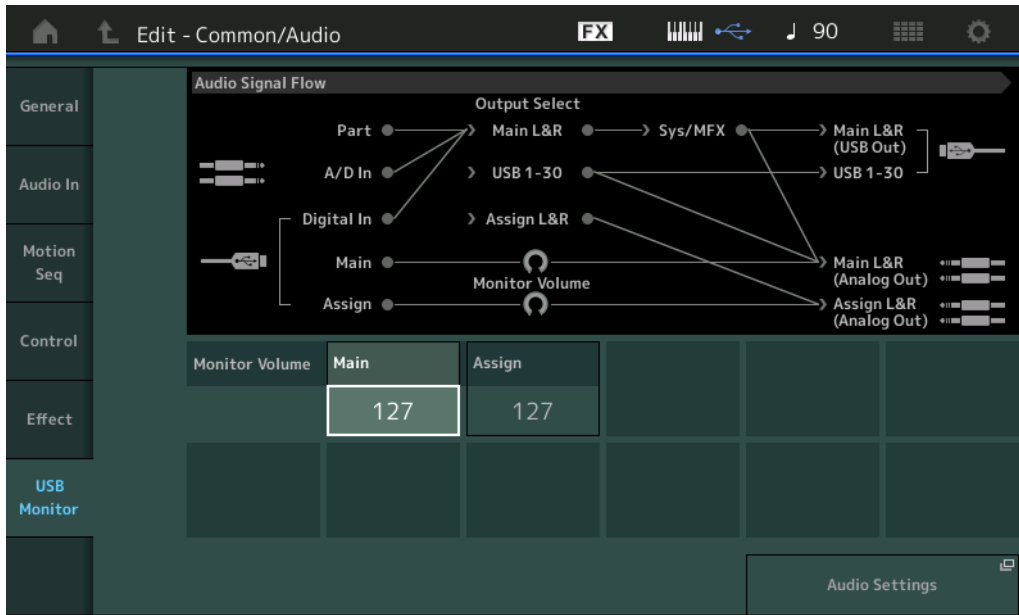 Edit - Common/Audio FX 90
General
Audio In
Motion
Seq
Control
Effect
USB
Monitor
Audio Signal Flow
Output Select
Part Main L&R Sys/MFX Main L&R
(USB Out)
A/D In USB 1-30 USB 1-30
Digital In Assign L&R
Main Main L&R
(Analog Out)
Monitor Volume
Assign Assign L&R
(Analog Out)
Monitor Volume Main Assign
127 127
Audio Settings